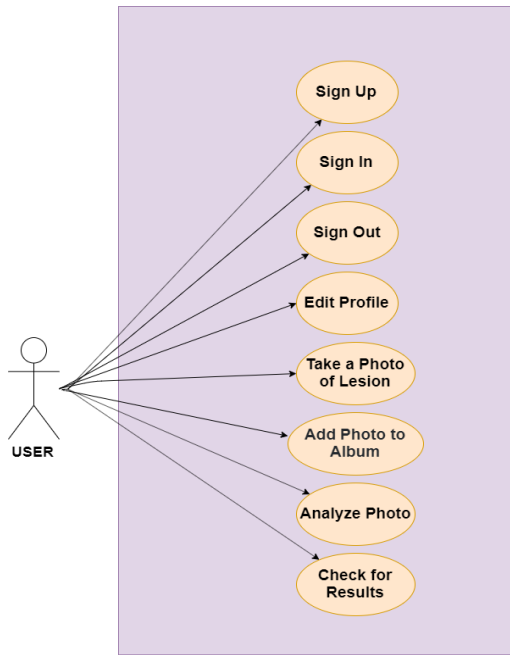 Sign Up
Sign In
Sign Out
Edit Profile
Take a Photo
of Lesion
Add Photo to
Album
Analyze Photo
Check for
Results
USER